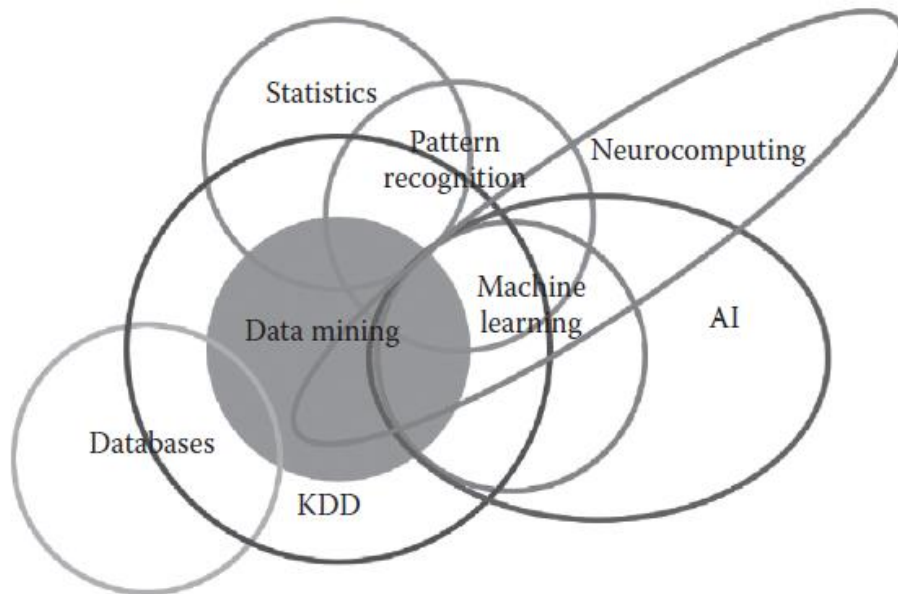 Statistics
Pattern
recognition
Neurocomputing
Machine
learning
AI
Data mining
Databases
KDD